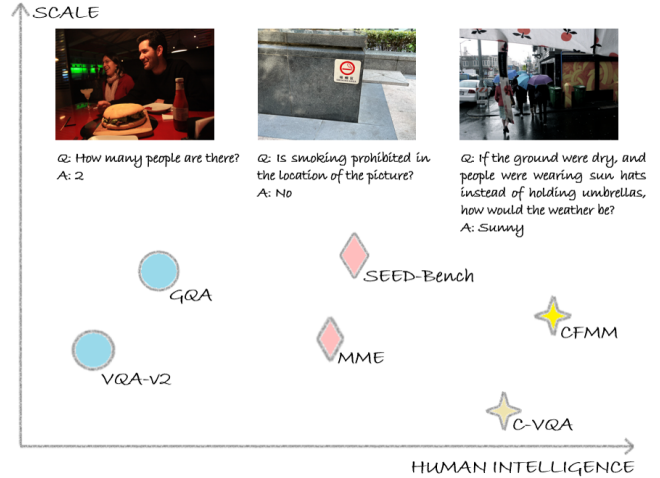 SCALE
Q: How many people are there?
A: 2
Q: Is smoking prohibited in
the location of the picture?
A: No
Q: If the ground were dry, and
people were wearing sun hats
instead of holding umbrellas,
how would the weather be?
A: Sunny
GQA
SEED-Bench
CFMM
VQA-v2
MME
C-VQA
HUMAN INTELLIGENCE